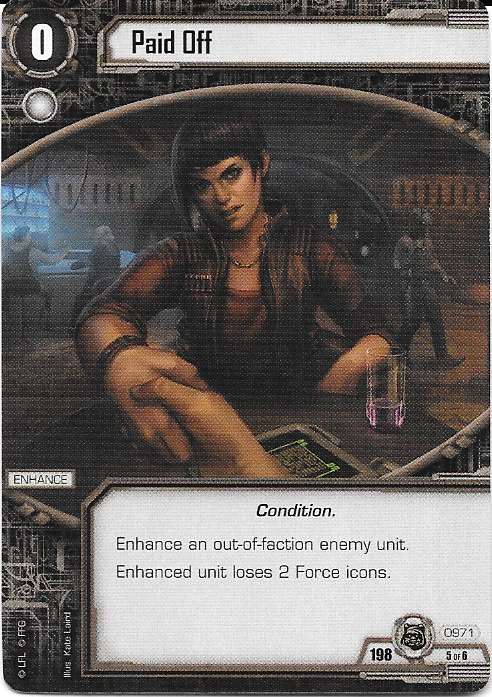 0
Paid Off
ENHANCE
Condition.
Enhance an out-of-faction enemy unit.
Enhanced unit loses 2 Force icons.
0971
198
5 OF 6
© LFL © FFG
Illus. Kate Laird